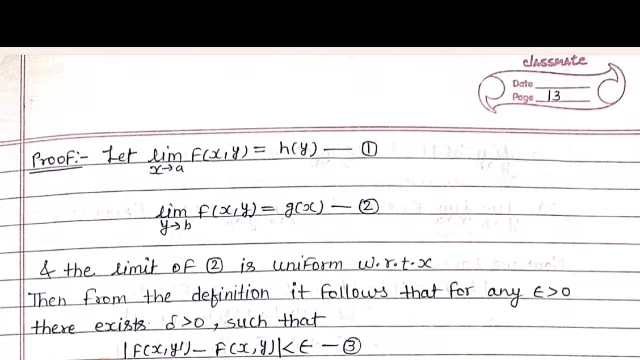 classmate
Date
Page 13
Proof:- Let lim x→a f(x,y) = h(y) — ①
lim y→b f(x,y) = g(x) — ②
& the limit of ② is uniform w.r.t. x
Then from the definition it follows that for any ϵ>0
there exists δ>0, such that
|f(x,y') - f(x,y)| < ϵ — ③